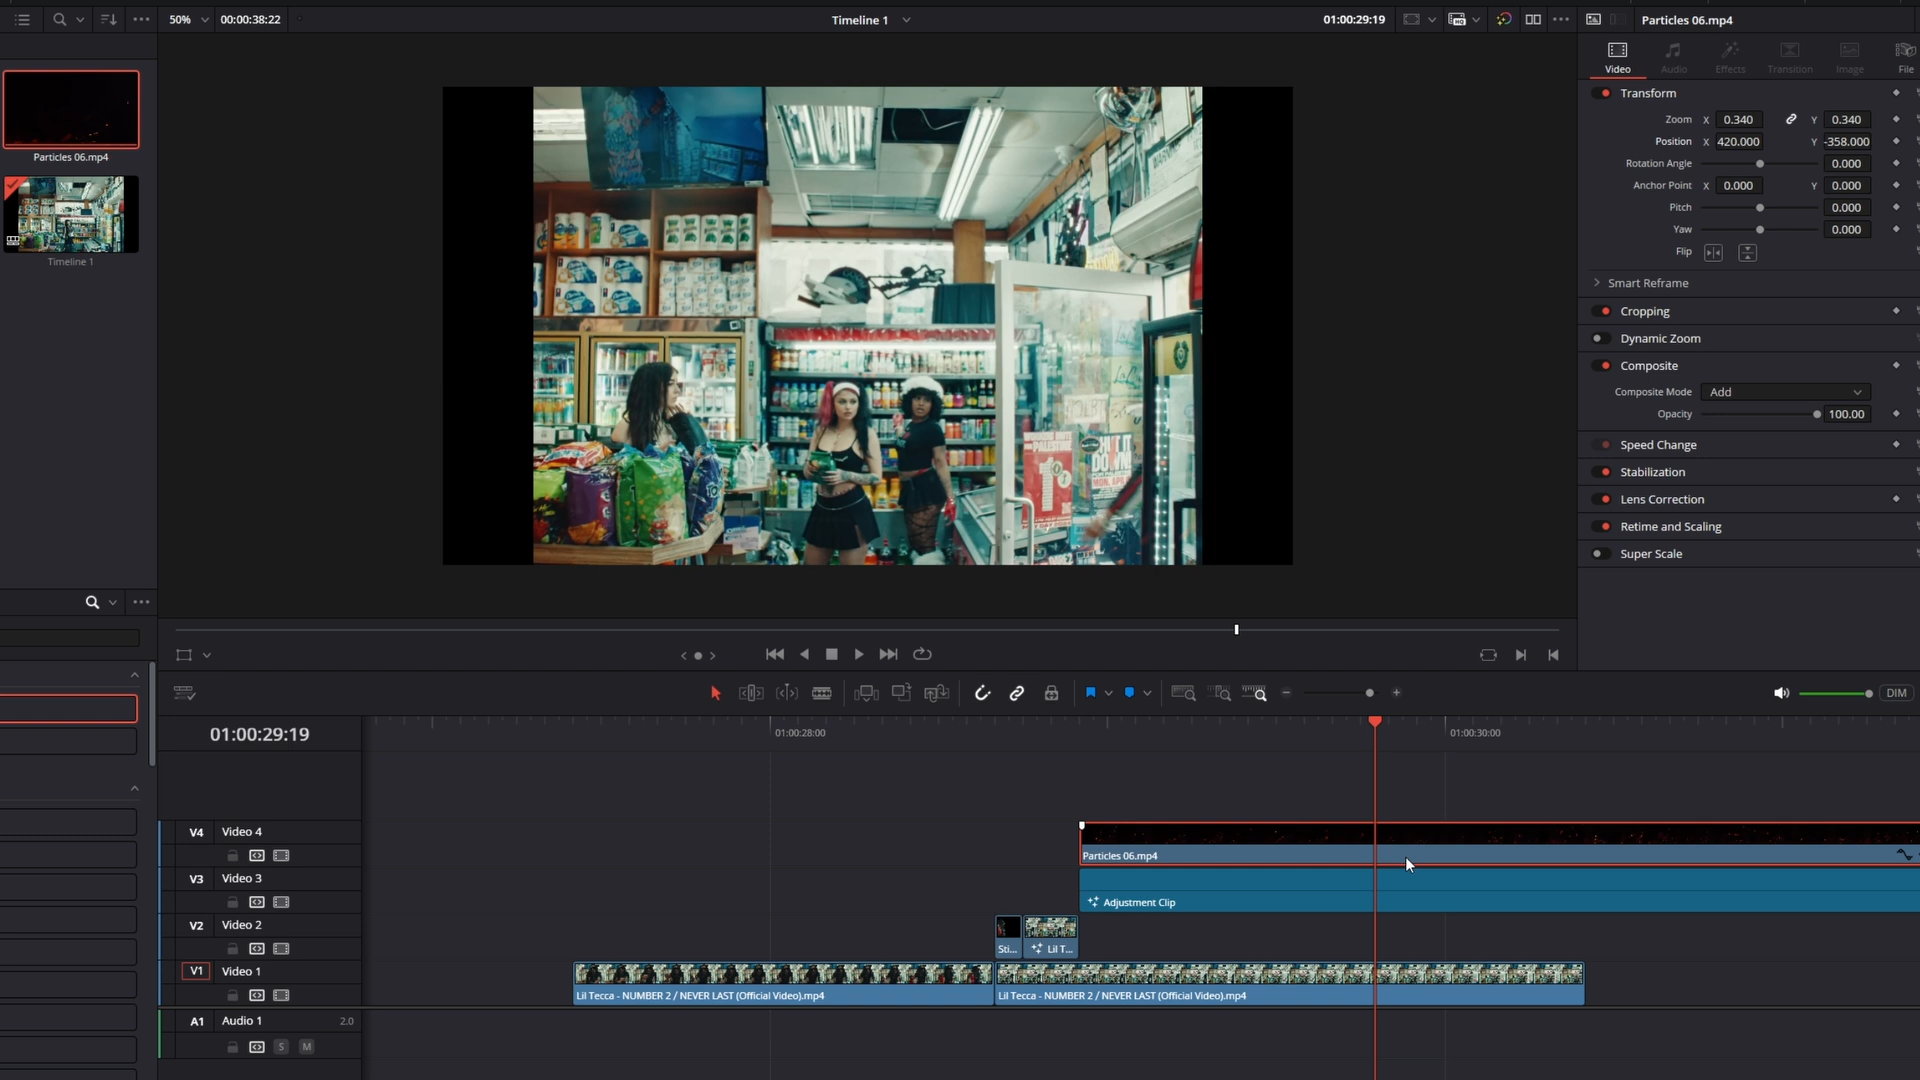 50%
00:00:38:22
Timeline 1
01:00:29:19
Particles 06.mp4
Video
Audio
Effects
Transition
Image
File
Particles 06.mp4
Timeline 1
Transform
Zoom X 0.340 Y 0.340
Position X 420.000 Y -358.000
Rotation Angle 0.000
Anchor Point X 0.000 Y 0.000
Pitch 0.000
Yaw 0.000
Flip
Smart Reframe
Cropping
Dynamic Zoom
Composite
Composite Mode Add
Opacity 100.00
Speed Change
Stabilization
Lens Correction
Retime and Scaling
Super Scale
DIM
01:00:29:19
01:00:28:00
01:00:30:00
V4 Video 4
Particles 06.mp4
V3 Video 3
Adjustment Clip
V2 Video 2
Sti...
Lil T...
V1 Video 1
Lil Tecca - NUMBER 2 / NEVER LAST (Official Video).mp4
Lil Tecca - NUMBER 2 / NEVER LAST (Official Video).mp4
A1 Audio 1 2.0
S M